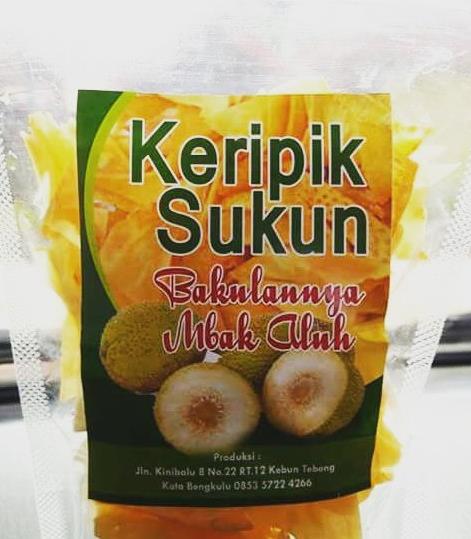 Keripik
Sukun
Bakulannya
Mbak Aluh
Produksi :
Jln. Kinibalu 8 No.22 RT.12 Kebun Tebeng
Kota Bengkulu 0853 5722 4266